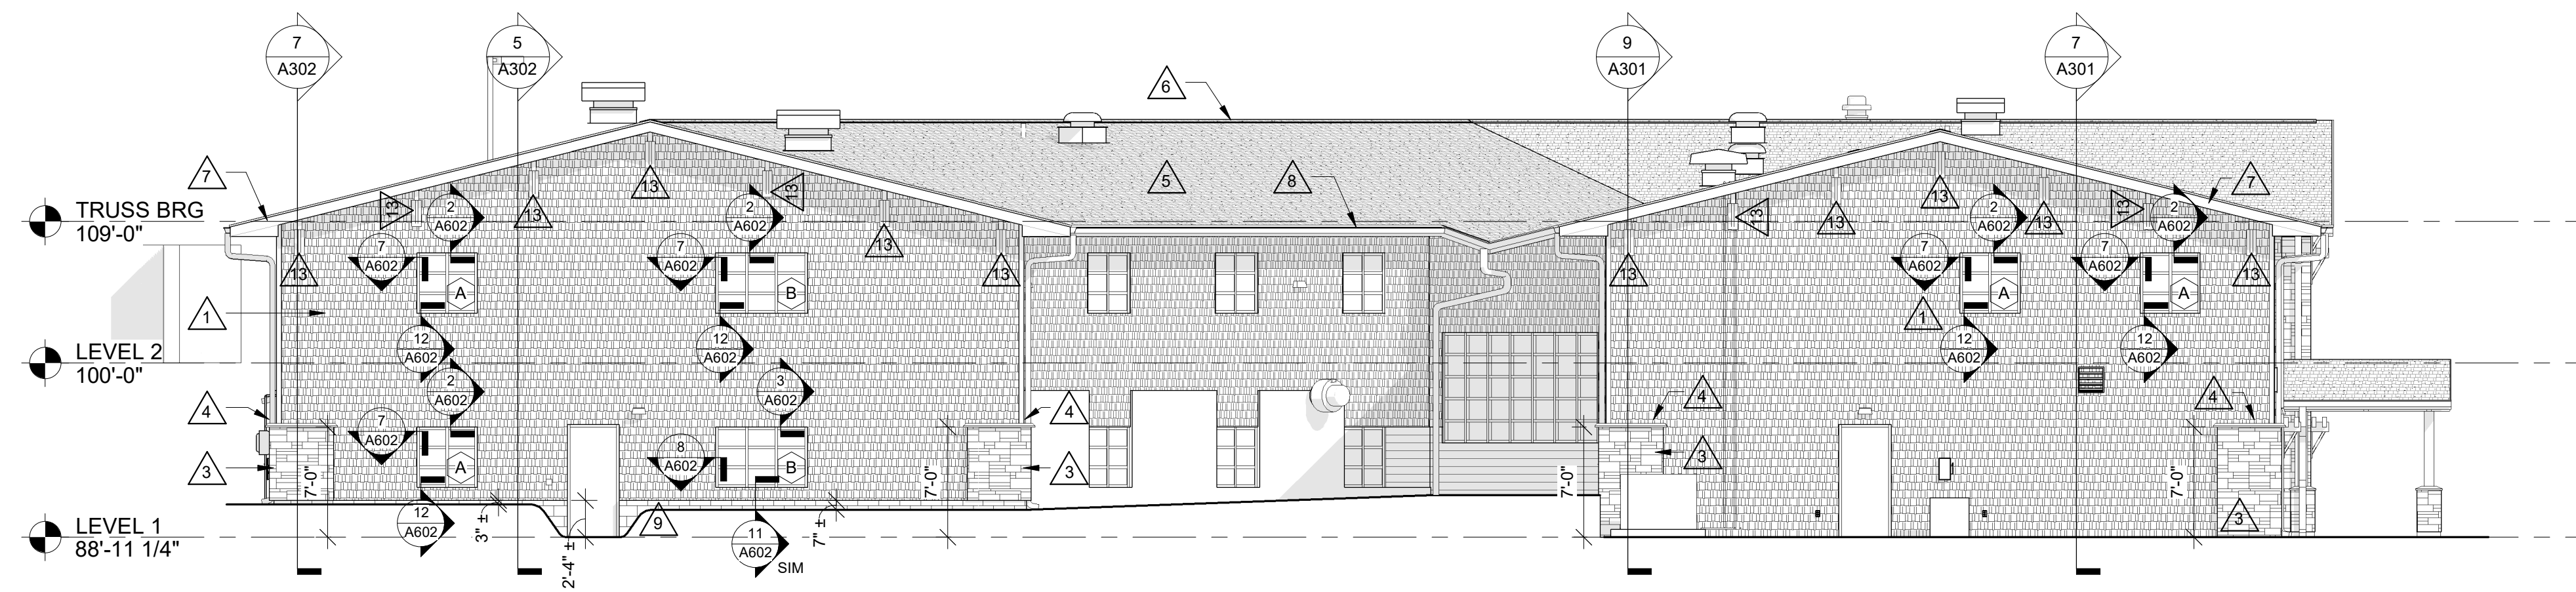 7
A302
5
A302
9
A301
7
A301
6
7
5
8
7
13
13
13
13
13
13
13
13
13
13
13
13
13
13
TRUSS BRG
109'-0"
2
A602
2
A602
2
A602
2
A602
7
A602
7
A602
7
A602
7
A602
A
B
A
A
1
1
12
A602
12
A602
12
A602
12
A602
LEVEL 2
100'-0"
2
A602
3
A602
4
4
4
4
7
A602
8
A602
A
B
3
3
3
3
7'-0"
7'-0"
7'-0"
7'-0"
12
A602
3" ±
2'-4" ±
9
11
A602
SIM
7" ±
LEVEL 1
88'-11 1/4"